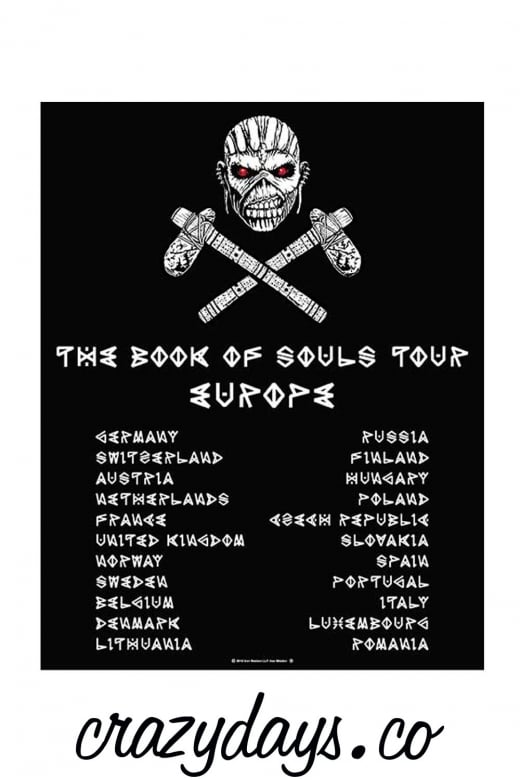 THE BOOK OF SOULS TOUR
EUROPE
GERMANY
SWITZERLAND
AUSTRIA
NETHERLANDS
FRANCE
UNITED KINGDOM
NORWAY
SWEDEN
BELGIUM
DENMARK
LITHUANIA
RUSSIA
FINLAND
HUNGARY
POLAND
CZECH REPUBLIC
SLOVAKIA
SPAIN
PORTUGAL
ITALY
LUXEMBOURG
ROMANIA
crazydays.co